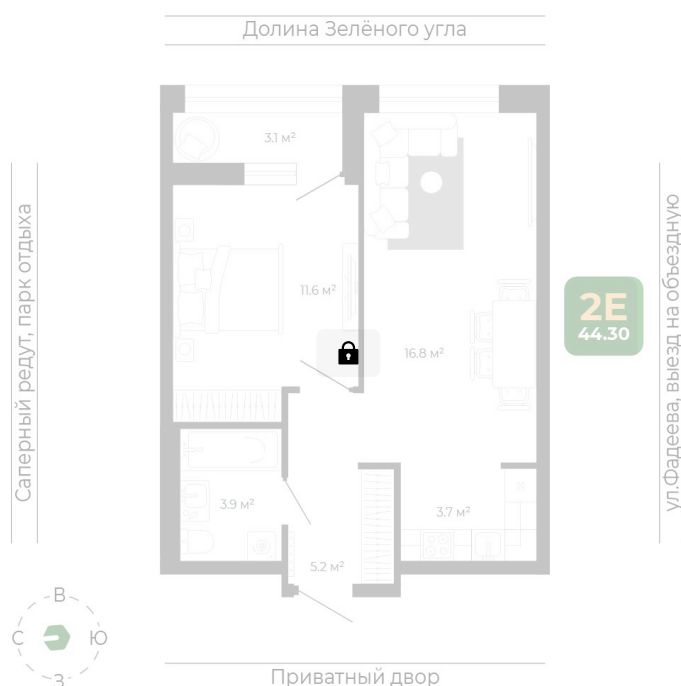 Долина Зелёного угла
3.1 м²
Саперный редут, парк отдыха
ул.Фадеева, выезд на объездную
11.6 м²
2Е
44.30
16.8 м²
3.9 м²
3.7 м²
5.2 м²
В
С
Ю
З
Приватный двор